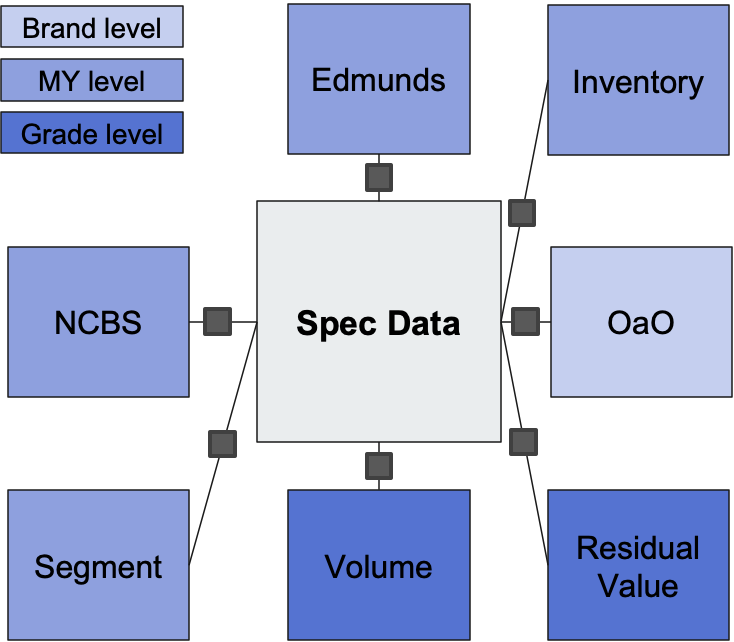 Brand level
MY level
Grade level
Edmunds
Inventory
NCBS
Spec Data
OaO
Segment
Volume
Residual
Value